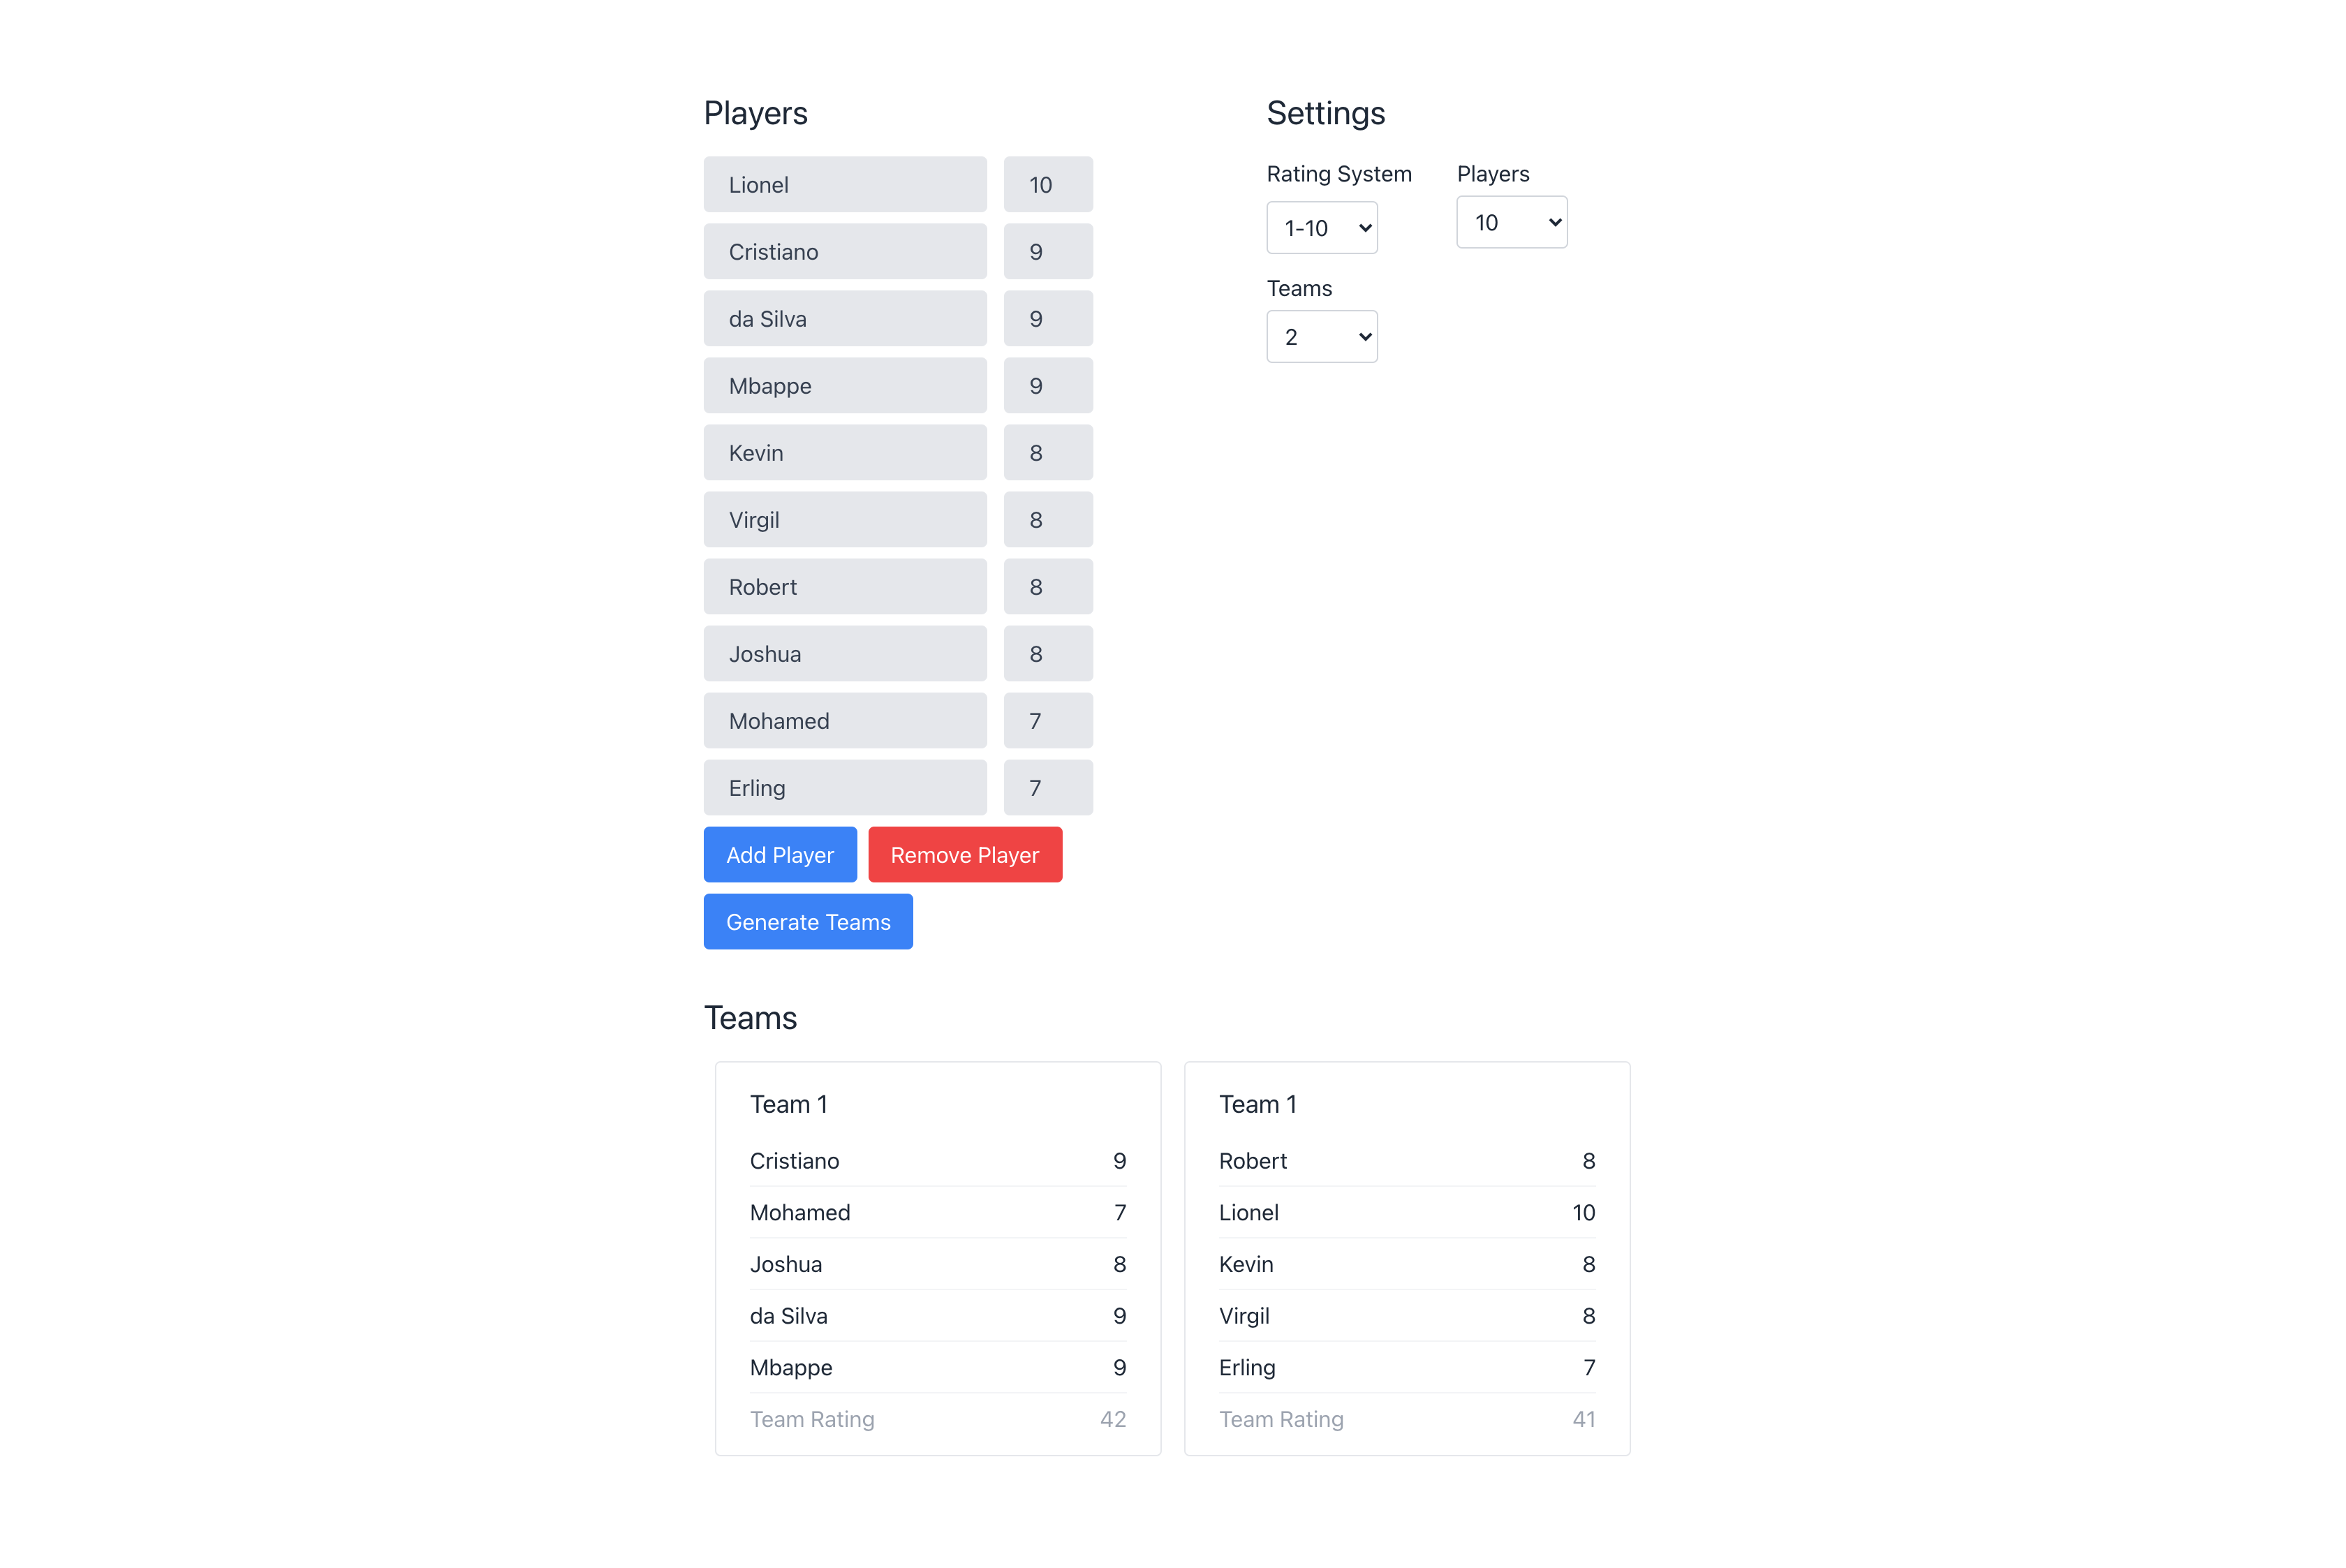 Players
Lionel 10
Cristiano 9
da Silva 9
Mbappe 9
Kevin 8
Virgil 8
Robert 8
Joshua 8
Mohamed 7
Erling 7
Add Player Remove Player
Generate Teams
Settings
Rating System Players
1-10 10
Teams
2
Teams
Team 1
Cristiano 9
Mohamed 7
Joshua 8
da Silva 9
Mbappe 9
Team Rating 42
Team 1
Robert 8
Lionel 10
Kevin 8
Virgil 8
Erling 7
Team Rating 41